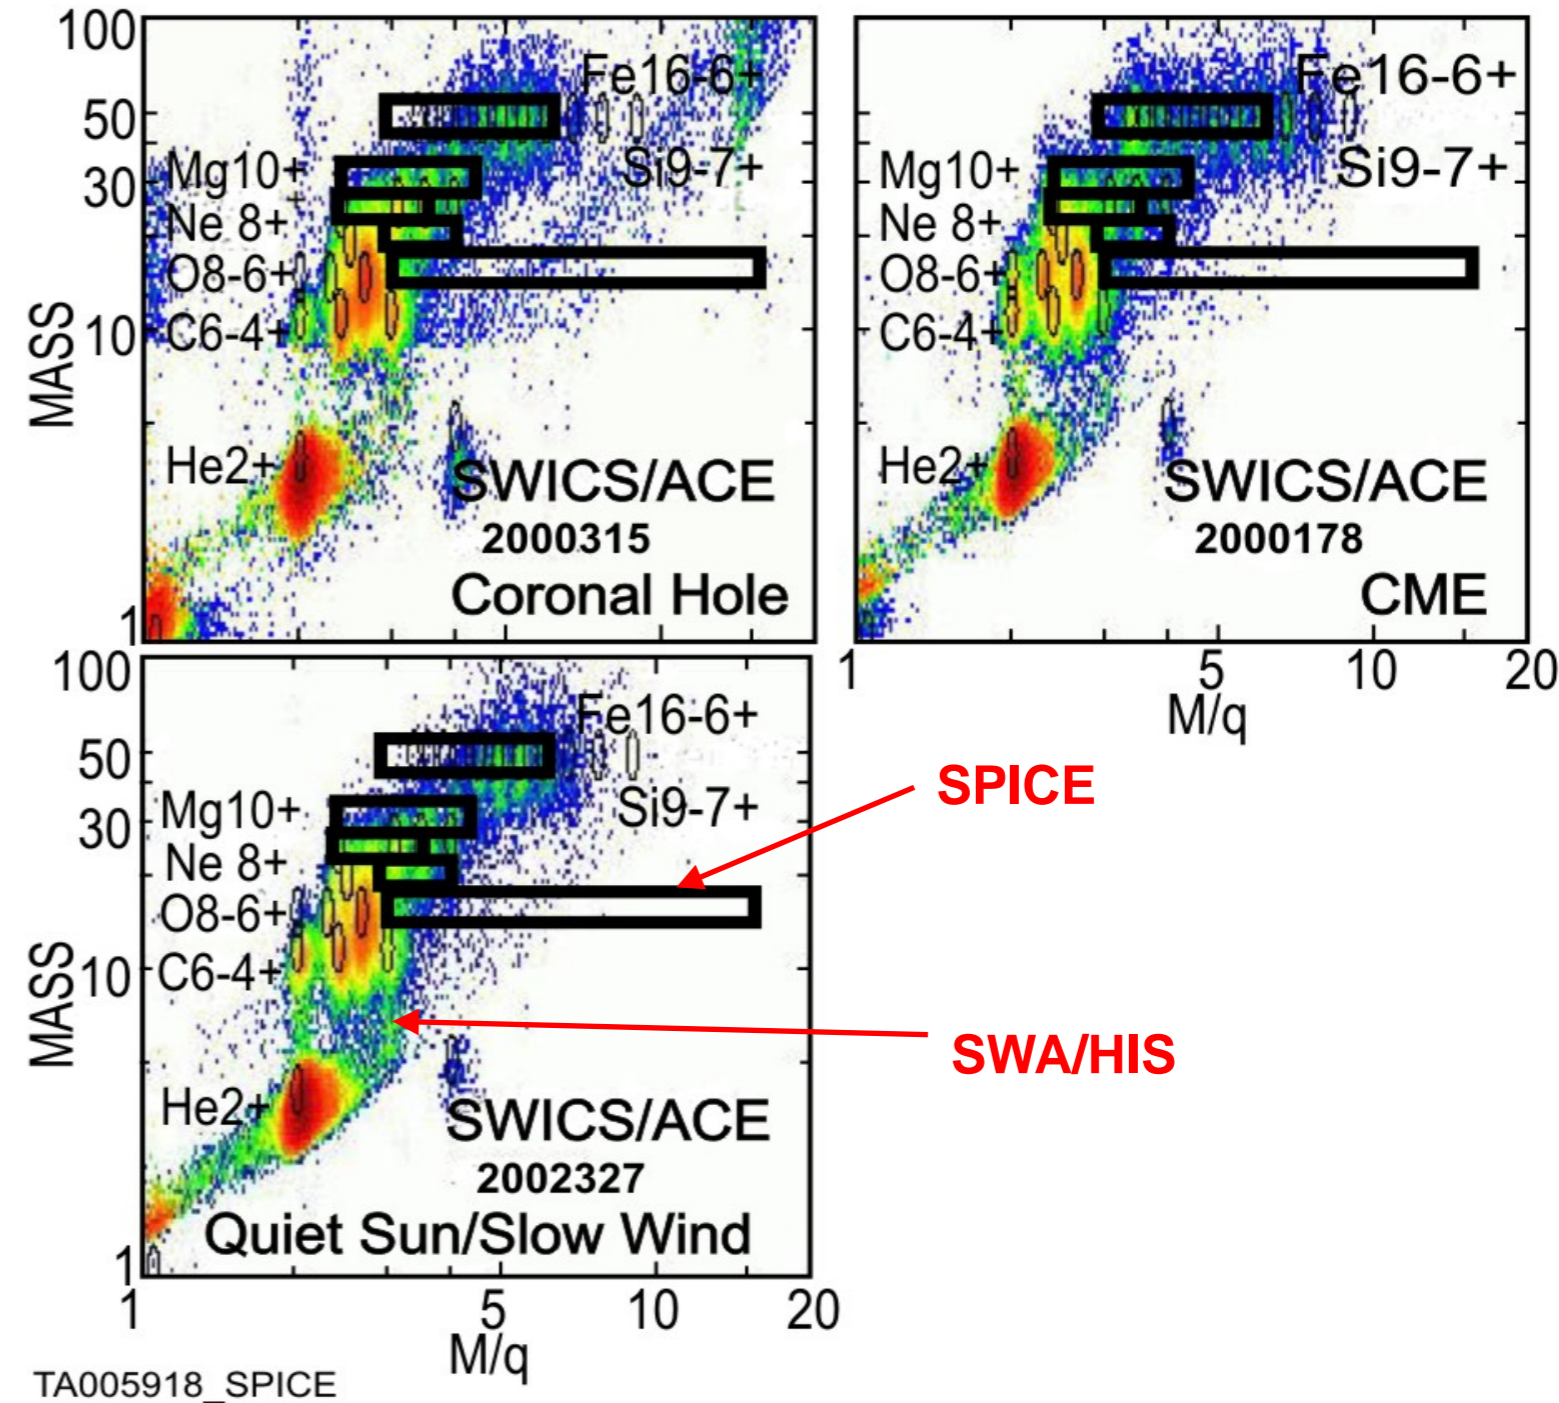 100
50
30
10
1
MASS
Fe16-6+
Si9-7+
Mg10+
Ne 8+
O8-6+
C6-4+
He2+
SWICS/ACE
2000315
Coronal Hole
Fe16-6+
Si9-7+
Mg10+
Ne 8+
O8-6+
C6-4+
He2+
SWICS/ACE
2000178
CME
1 5 10 20
M/q
100
50
30
10
1
MASS
Fe16-6+
Si9-7+
Mg10+
Ne 8+
O8-6+
C6-4+
He2+
SWICS/ACE
2002327
Quiet Sun/Slow Wind
1 5 10 20
M/q
SPICE
SWA/HIS
TA005918_SPICE